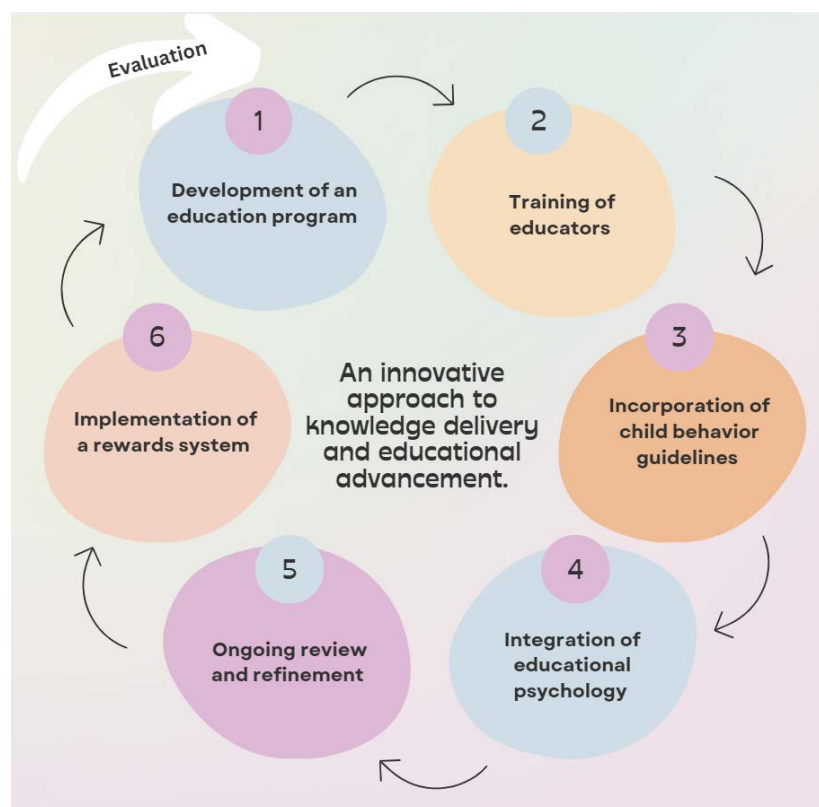 Evaluation
1
Development of an
education program
2
Training of
educators
3
Incorporation of
child behavior
guidelines
4
Integration of
educational
psychology
5
Ongoing review
and refinement
6
Implementation of
a rewards system
An innovative
approach to
knowledge delivery
and educational
advancement.